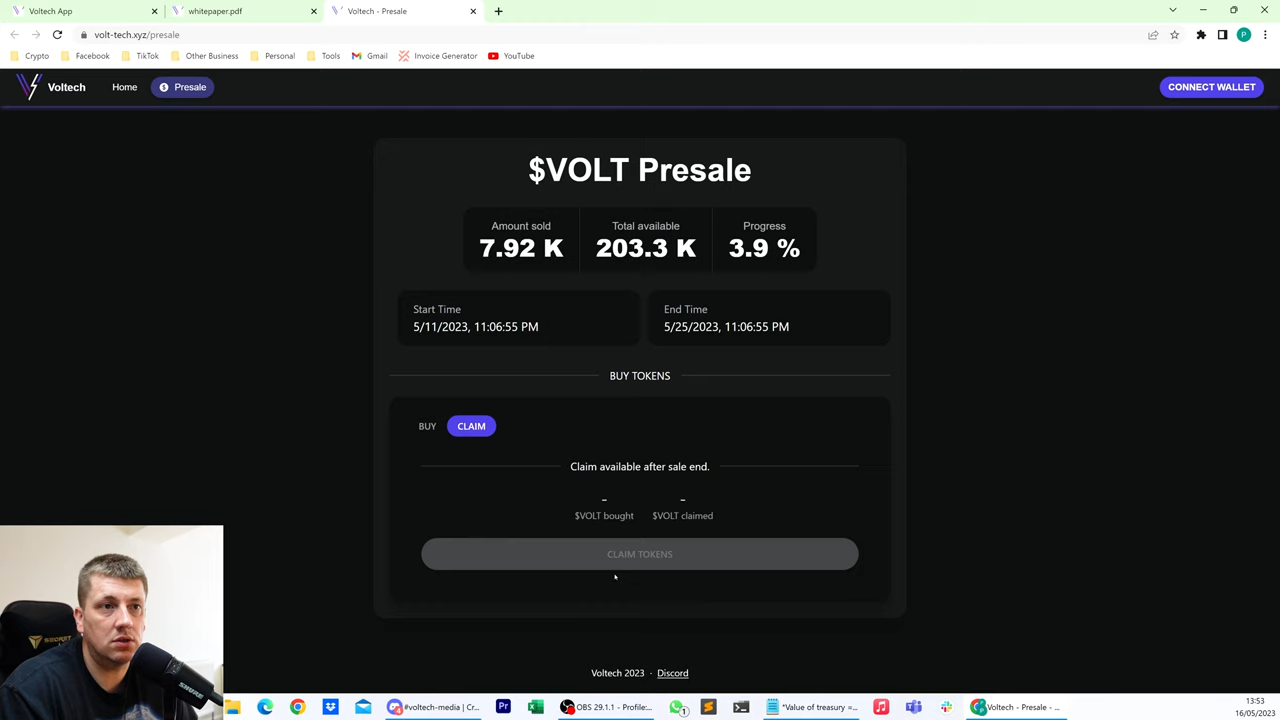 Voltech App
whitepaper.pdf
Voltech - Presale
volt-tech.xyz/presale
P
Crypto
Facebook
TikTok
Other Business
Personal
Tools
Gmail
Invoice Generator
YouTube
Voltech
Home
Presale
CONNECT WALLET
$VOLT Presale
Amount sold
Total available
Progress
7.92 K
203.3 K
3.9 %
Start Time
5/11/2023, 11:06:55 PM
End Time
5/25/2023, 11:06:55 PM
BUY TOKENS
BUY
CLAIM
Claim available after sale end.
-
-
$VOLT bought
$VOLT claimed
CLAIM TOKENS
SECRET
SHURE
Voltech 2023 · Discord
#voltech-media | Cr...
Pr
OBS 29.1.1 - Profile:...
1
*Value of treasury =...
Voltech - Presale - ...
13:53
16/05/2023